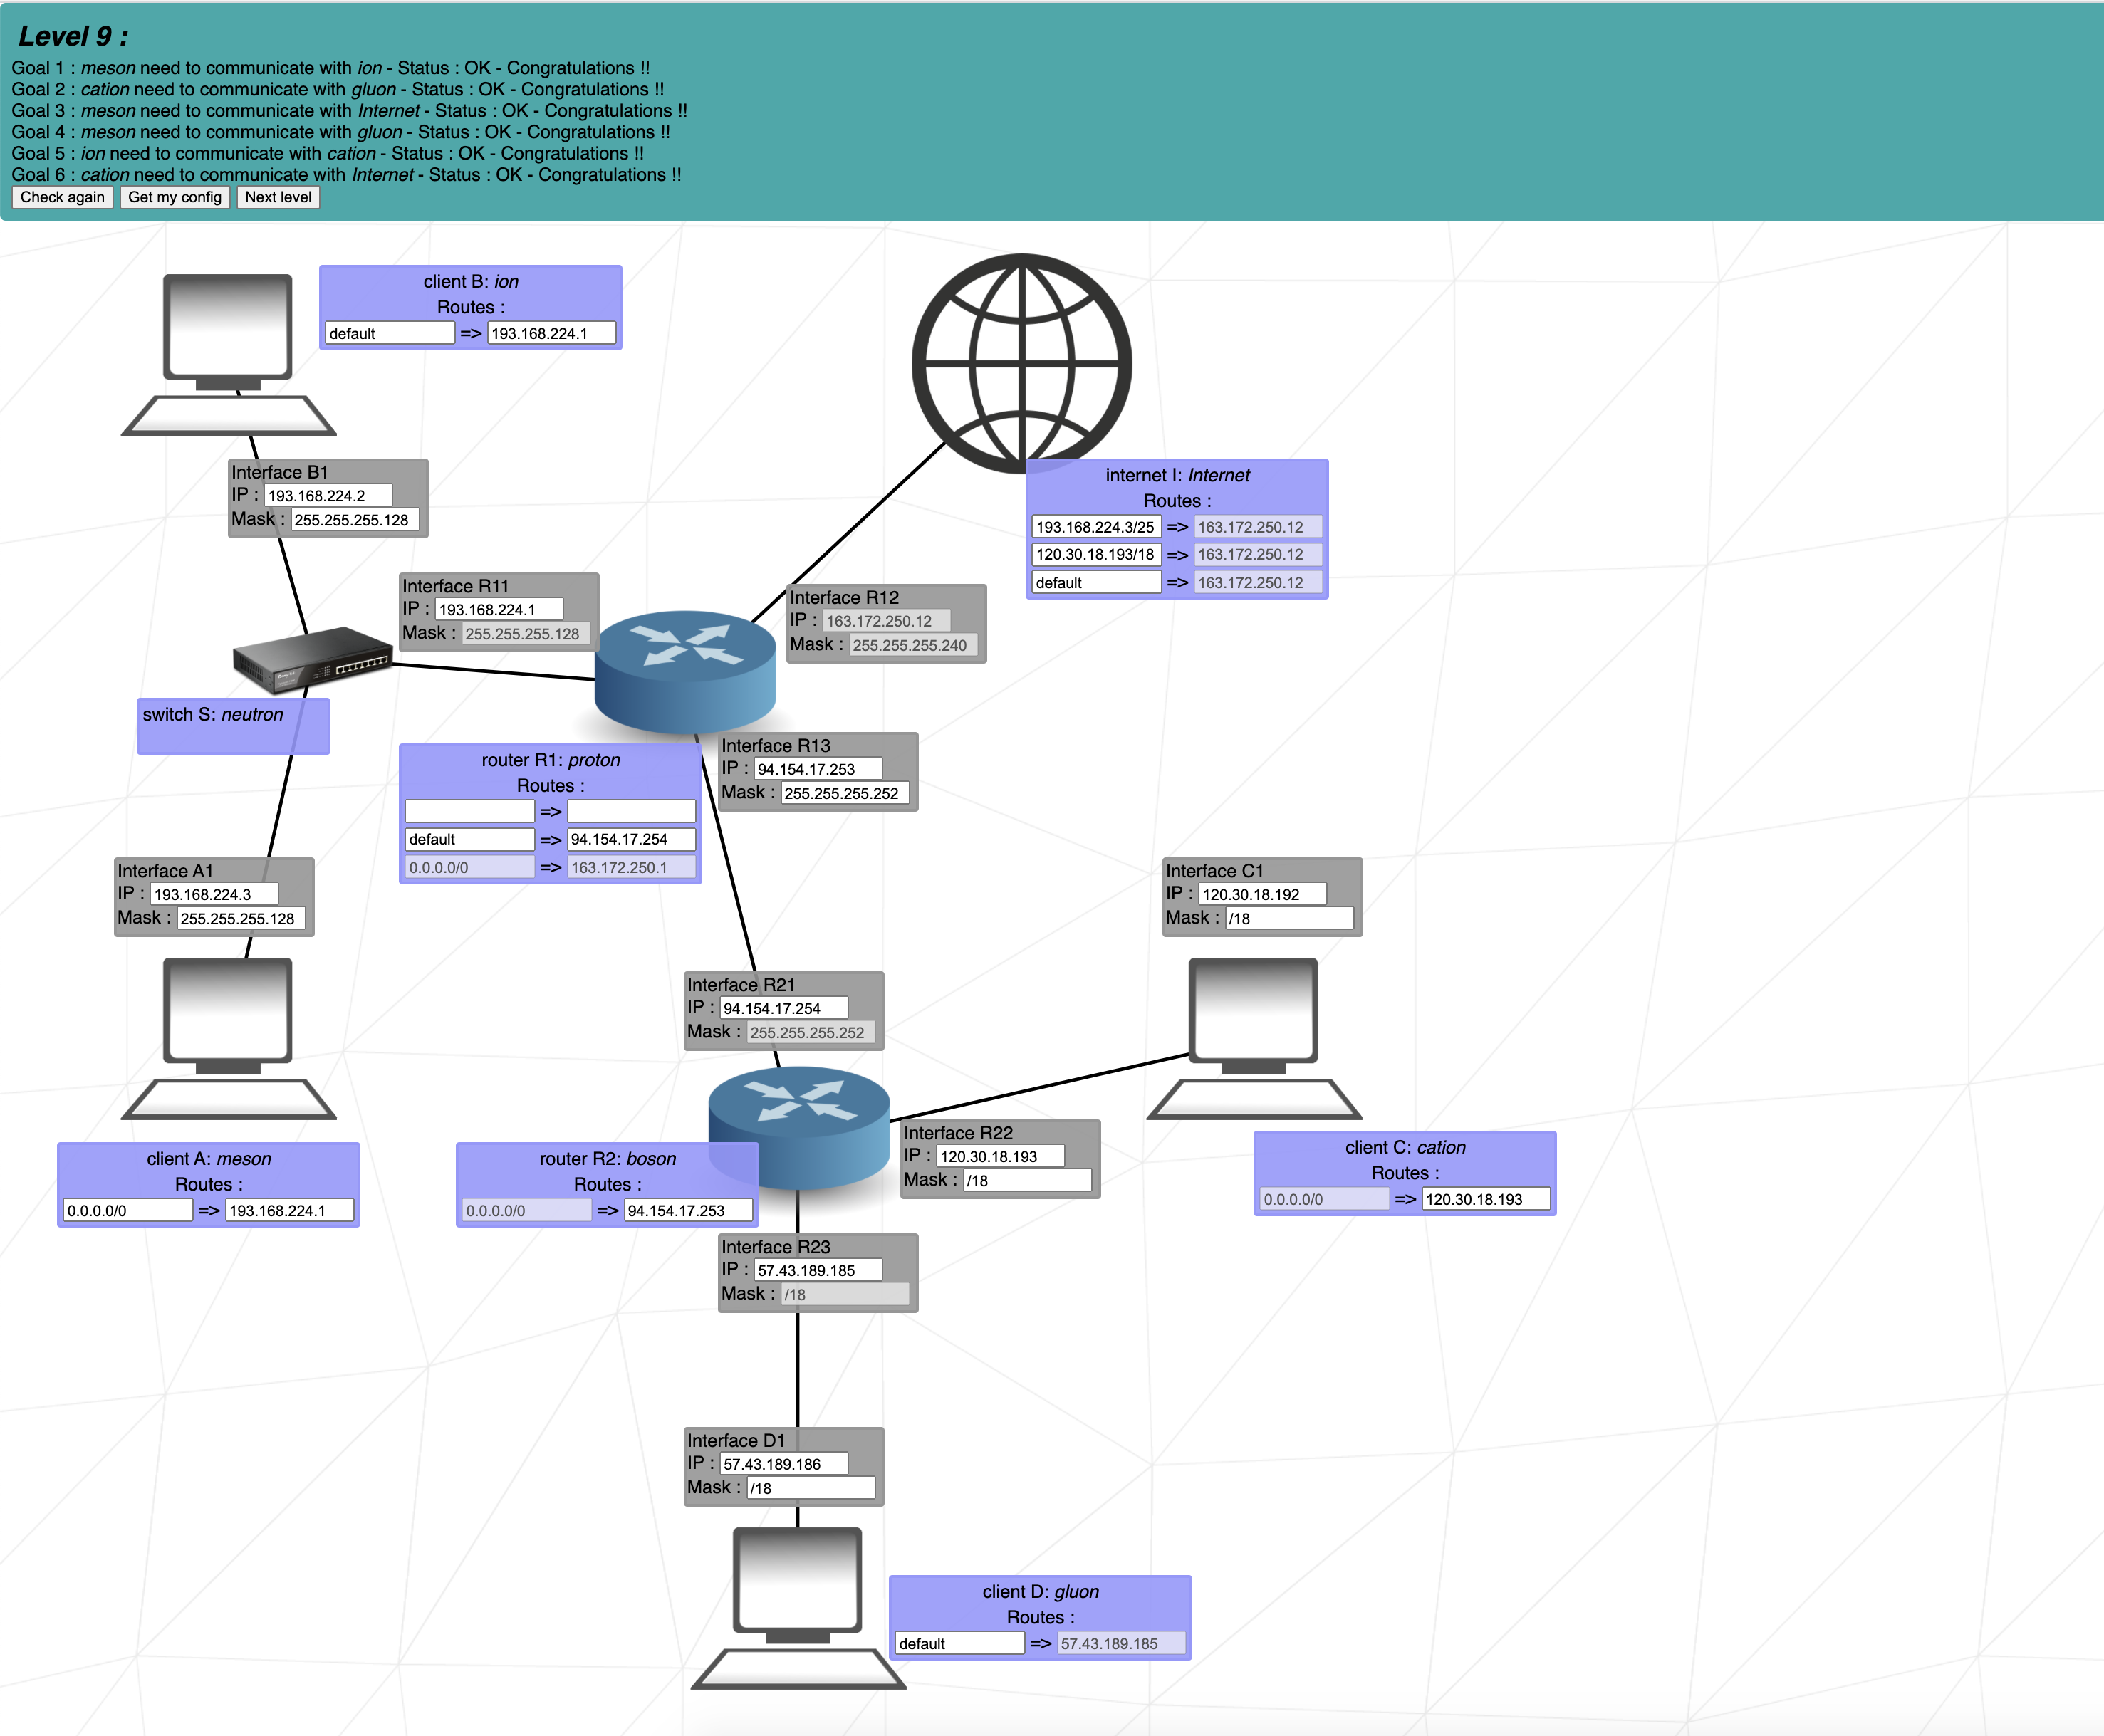 Level 9 :
Goal 1 : meson need to communicate with ion - Status : OK - Congratulations !!
Goal 2 : cation need to communicate with gluon - Status : OK - Congratulations !!
Goal 3 : meson need to communicate with Internet - Status : OK - Congratulations !!
Goal 4 : meson need to communicate with gluon - Status : OK - Congratulations !!
Goal 5 : ion need to communicate with cation - Status : OK - Congratulations !!
Goal 6 : cation need to communicate with Internet - Status : OK - Congratulations !!
Check again Get my config Next level
client B: ion
Routes :
default => 193.168.224.1
Interface B1
IP : 193.168.224.2
Mask : 255.255.255.128
internet I: Internet
Routes :
193.168.224.3/25 => 163.172.250.12
120.30.18.193/18 => 163.172.250.12
default => 163.172.250.12
Interface R11
IP : 193.168.224.1
Mask : 255.255.255.128
Interface R12
IP : 163.172.250.12
Mask : 255.255.255.240
switch S: neutron
router R1: proton
Routes :
=>
default => 94.154.17.254
0.0.0.0/0 => 163.172.250.1
Interface R13
IP : 94.154.17.253
Mask : 255.255.255.252
Interface A1
IP : 193.168.224.3
Mask : 255.255.255.128
Interface C1
IP : 120.30.18.192
Mask : /18
Interface R21
IP : 94.154.17.254
Mask : 255.255.255.252
client A: meson
Routes :
0.0.0.0/0 => 193.168.224.1
router R2: boson
Routes :
0.0.0.0/0 => 94.154.17.253
Interface R22
IP : 120.30.18.193
Mask : /18
client C: cation
Routes :
0.0.0.0/0 => 120.30.18.193
Interface R23
IP : 57.43.189.185
Mask : /18
Interface D1
IP : 57.43.189.186
Mask : /18
client D: gluon
Routes :
default => 57.43.189.185